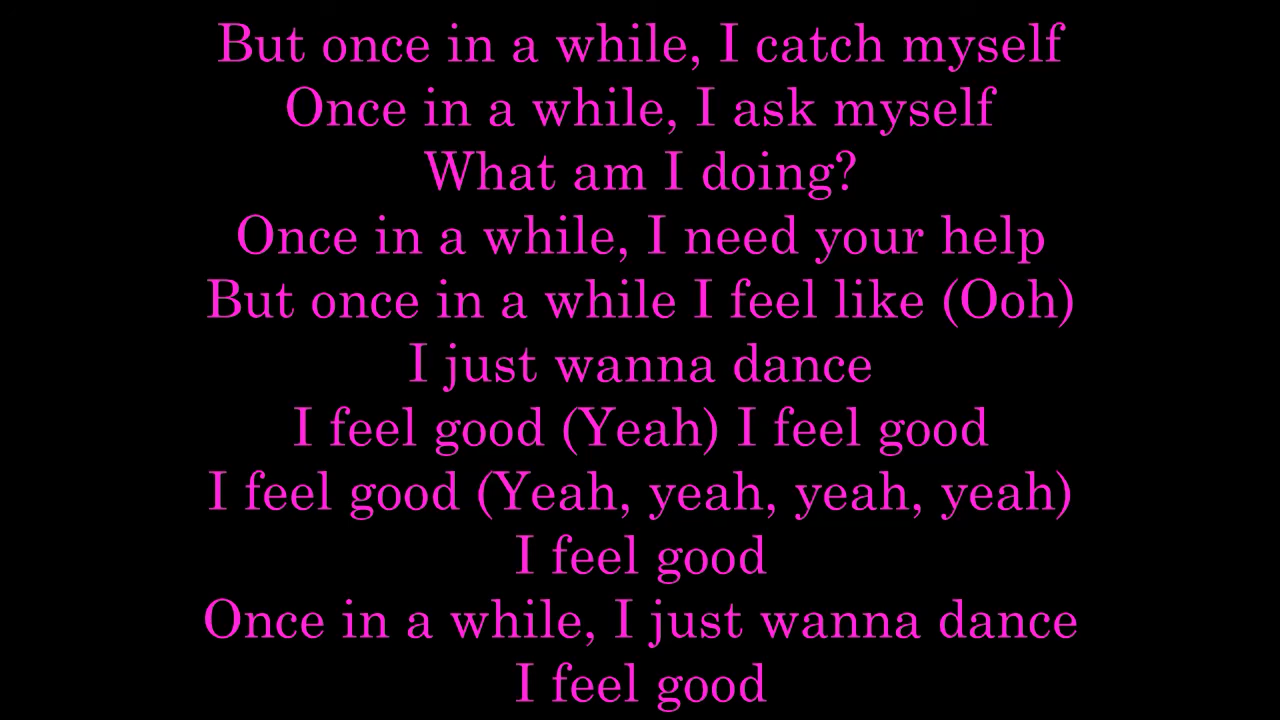 But once in a while, I catch myself
Once in a while, I ask myself
What am I doing?
Once in a while, I need your help
But once in a while I feel like (Ooh)
I just wanna dance
I feel good (Yeah) I feel good
I feel good (Yeah, yeah, yeah, yeah)
I feel good
Once in a while, I just wanna dance
I feel good